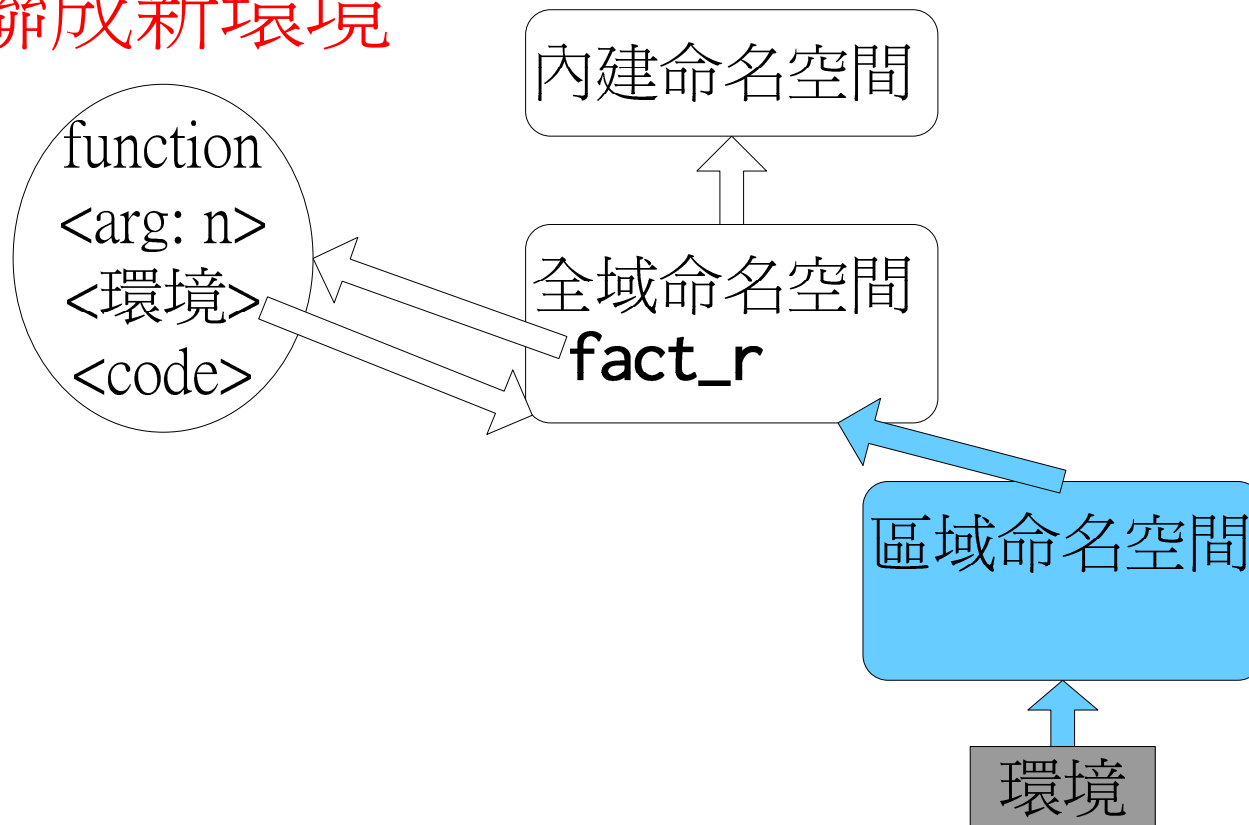 聯成新環境
內建命名空間
function
<arg: n>
<環境>
<code>
全域命名空間
fact_r
區域命名空間
環境